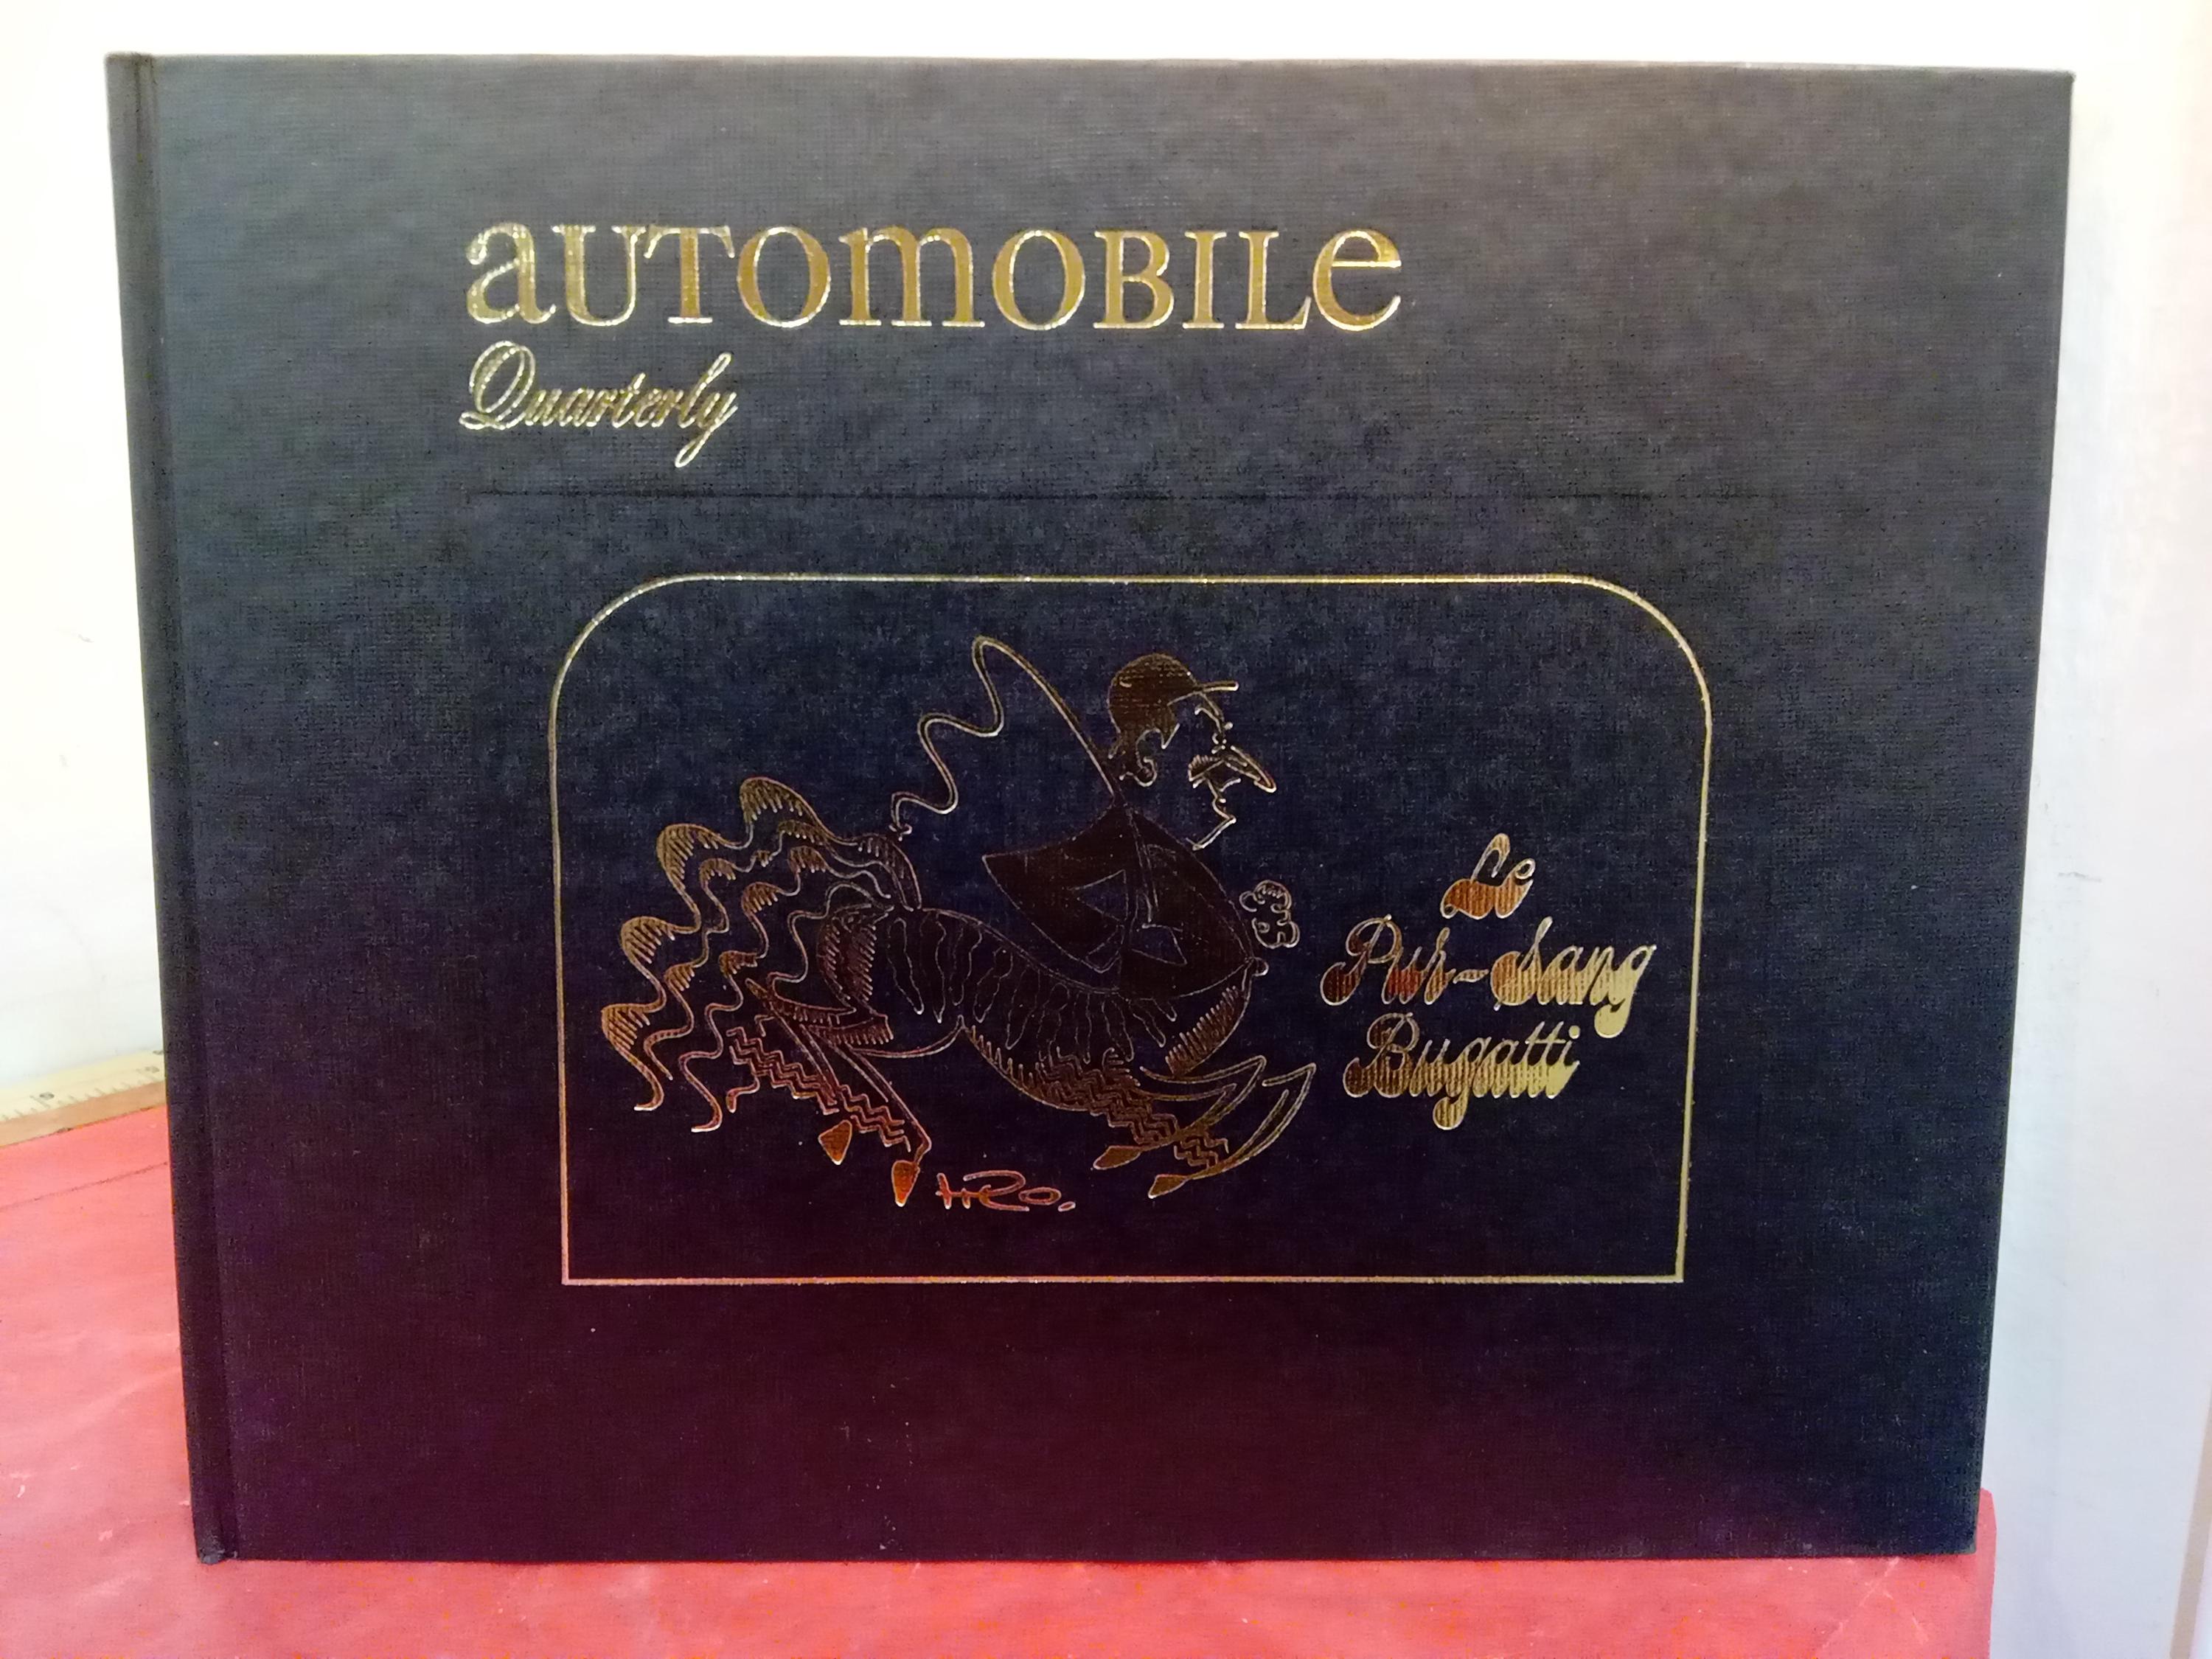 aUTOmOBILe
Quarterly
Le
Pur-Sang
Bugatti
HRo.